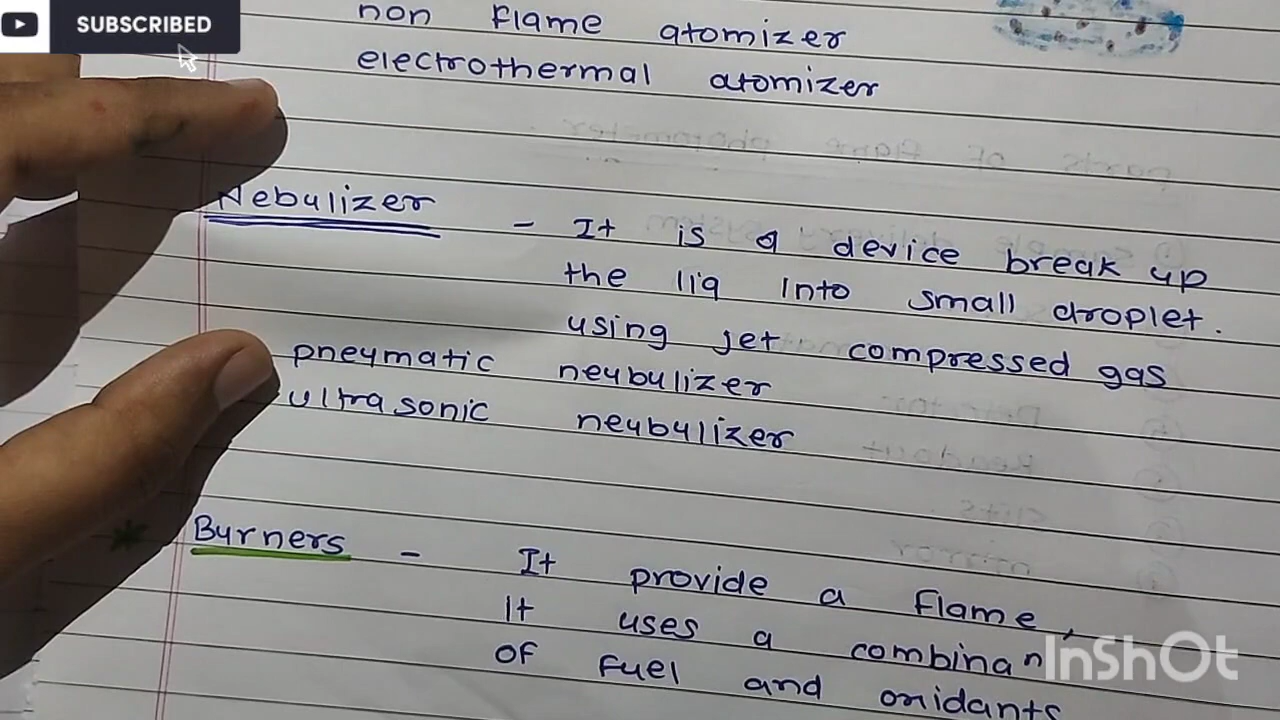 SUBSCRIBED
non flame atomizer
electrothermal atomizer
Nebulizer - It is a device break up
the liq into small droplet.
using jet compressed gas
pneumatic neubulizer
ultrasonic neubulizer
Burners - It provide a flame,
It uses a combinan
of fuel and oxidants
InShOt